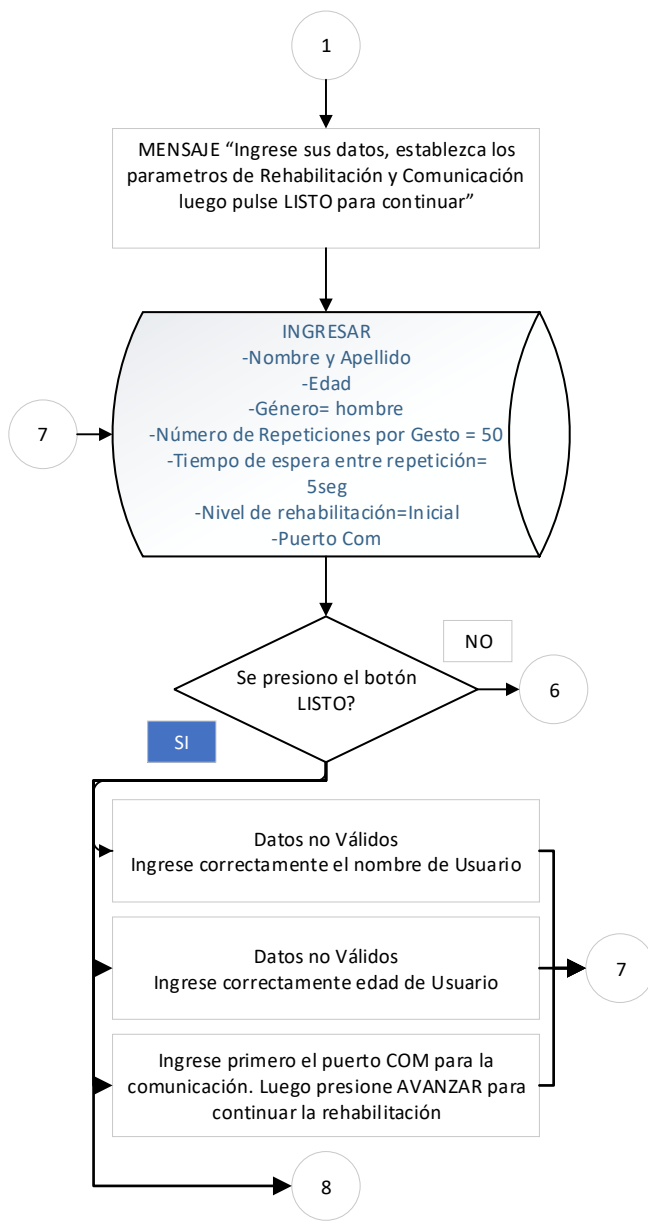 1
MENSAJE “Ingrese sus datos, establezca los
parametros de Rehabilitación y Comunicación
luego pulse LISTO para continuar”
INGRESAR
-Nombre y Apellido
-Edad
-Género= hombre
7
-Número de Repeticiones por Gesto = 50
-Tiempo de espera entre repetición=
5seg
-Nivel de rehabilitación=Inicial
-Puerto Com
NO
Se presiono el botón
LISTO?
6
SI
Datos no Válidos
Ingrese correctamente el nombre de Usuario
Datos no Válidos
Ingrese correctamente edad de Usuario
7
Ingrese primero el puerto COM para la
comunicación. Luego presione AVANZAR para
continuar la rehabilitación
8